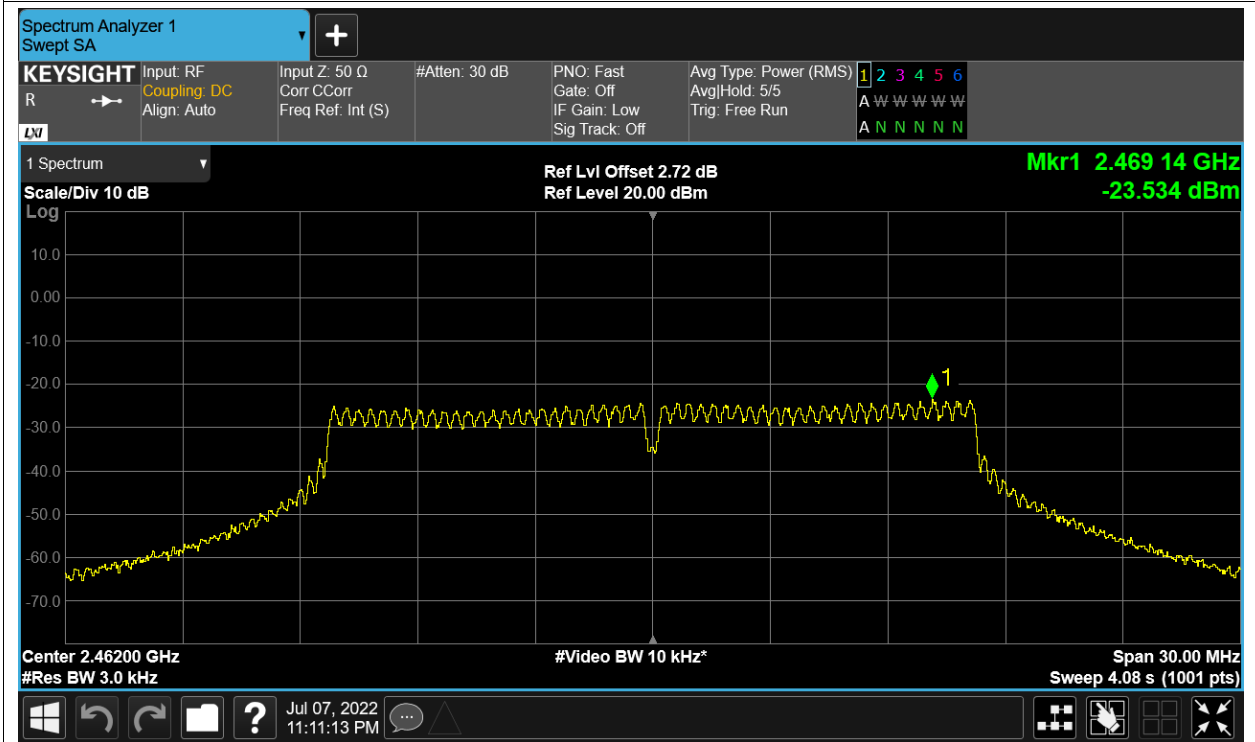 Spectrum Analyzer 1
Swept SA
+
KEYSIGHT
R
LXI
Input: RF
Coupling: DC
Align: Auto
Input Z: 50 Ω
Corr CCorr
Freq Ref: Int (S)
#Atten: 30 dB
PNO: Fast
Gate: Off
IF Gain: Low
Sig Track: Off
Avg Type: Power (RMS)
Avg|Hold: 5/5
Trig: Free Run
1 2 3 4 5 6
A W W W W W
A N N N N N
1 Spectrum
Scale/Div 10 dB
Log
Ref Lvl Offset 2.72 dB
Ref Level 20.00 dBm
Mkr1 2.469 14 GHz
-23.534 dBm
10.0
0.00
-10.0
-20.0
-30.0
-40.0
-50.0
-60.0
-70.0
1
Center 2.46200 GHz
#Res BW 3.0 kHz
#Video BW 10 kHz*
Span 30.00 MHz
Sweep 4.08 s (1001 pts)
?
Jul 07, 2022
11:11:13 PM